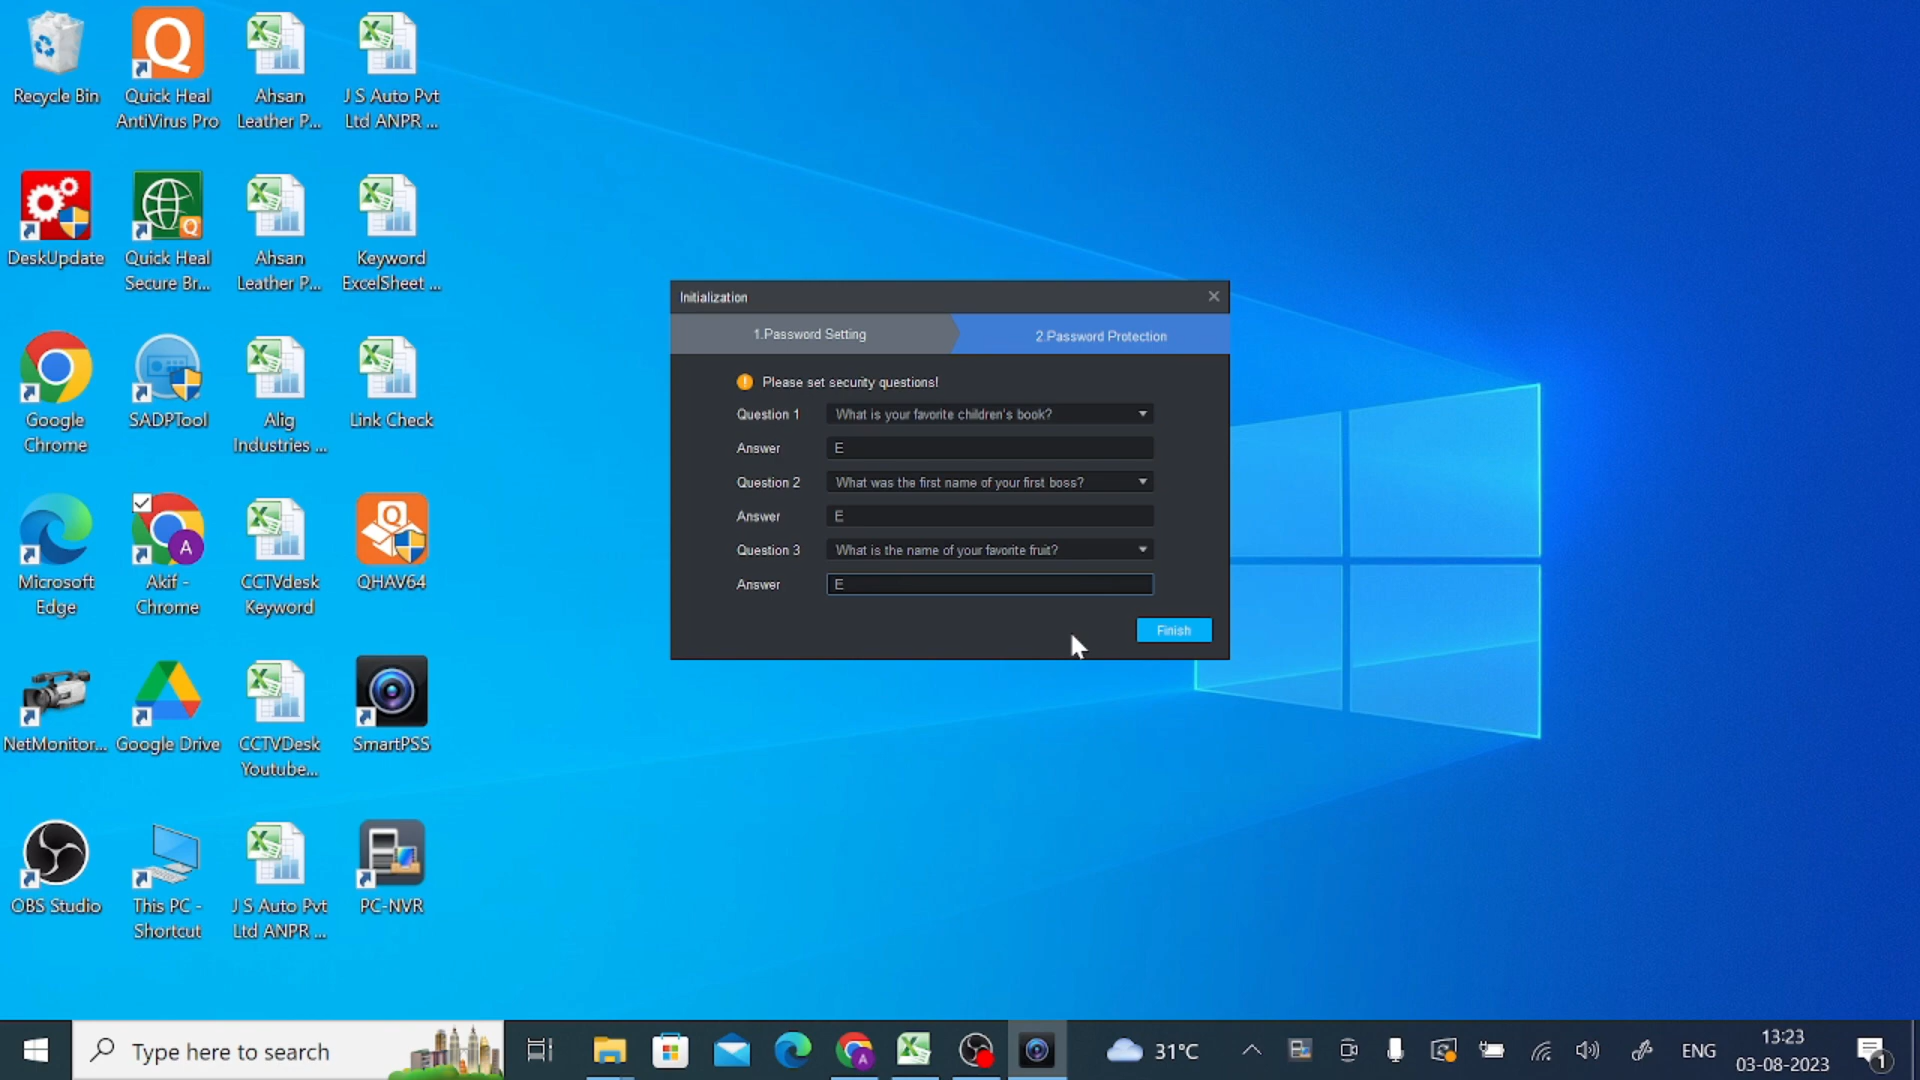 Recycle Bin
Quick Heal
AntiVirus Pro
Ahsan
Leather P...
J S Auto Pvt
Ltd ANPR ...
DeskUpdate
Quick Heal
Secure Br...
Ahsan
Leather P...
Keyword
ExcelSheet ...
Google
Chrome
SADPTool
Alig
Industries ...
Link Check
Microsoft
Edge
Akif -
Chrome
CCTVdesk
Keyword
QHAV64
NetMonitor...
Google Drive
CCTVDesk
Youtube...
SmartPSS
OBS Studio
This PC -
Shortcut
J S Auto Pvt
Ltd ANPR ...
PC-NVR
Initialization
1.Password Setting
2.Password Protection
Please set security questions!
Question 1 What is your favorite children's book?
Answer E
Question 2 What was the first name of your first boss?
Answer E
Question 3 What is the name of your favorite fruit?
Answer E
Finish
Type here to search
31°C
ENG
13:23
03-08-2023
1